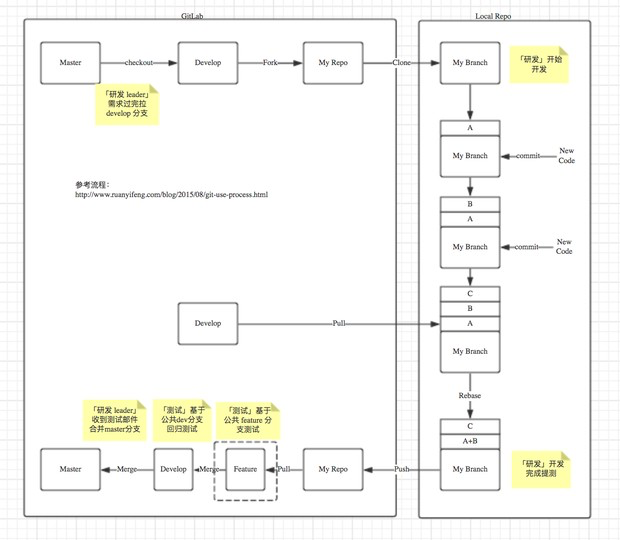 GitLab
Local Repo
Master
checkout
Develop
Fork
My Repo
Clone
My Branch
「研发」开始
开发
「研发 leader」
需求过完拉
develop 分支
A
My Branch
commit
New
Code
参考流程：
http://www.ruanyifeng.com/blog/2015/08/git-use-process.html
B
A
My Branch
commit
New
Code
C
B
A
My Branch
Develop
Pull
Rebase
「研发 leader」
收到测试邮件
合并master分支
「测试」基于
公共dev分支
回归测试
「测试」基于
公共 feature 分
支测试
C
A+B
My Branch
「研发」开发
完成提测
Master
Merge
Develop
Merge
Feature
Pull
My Repo
Push